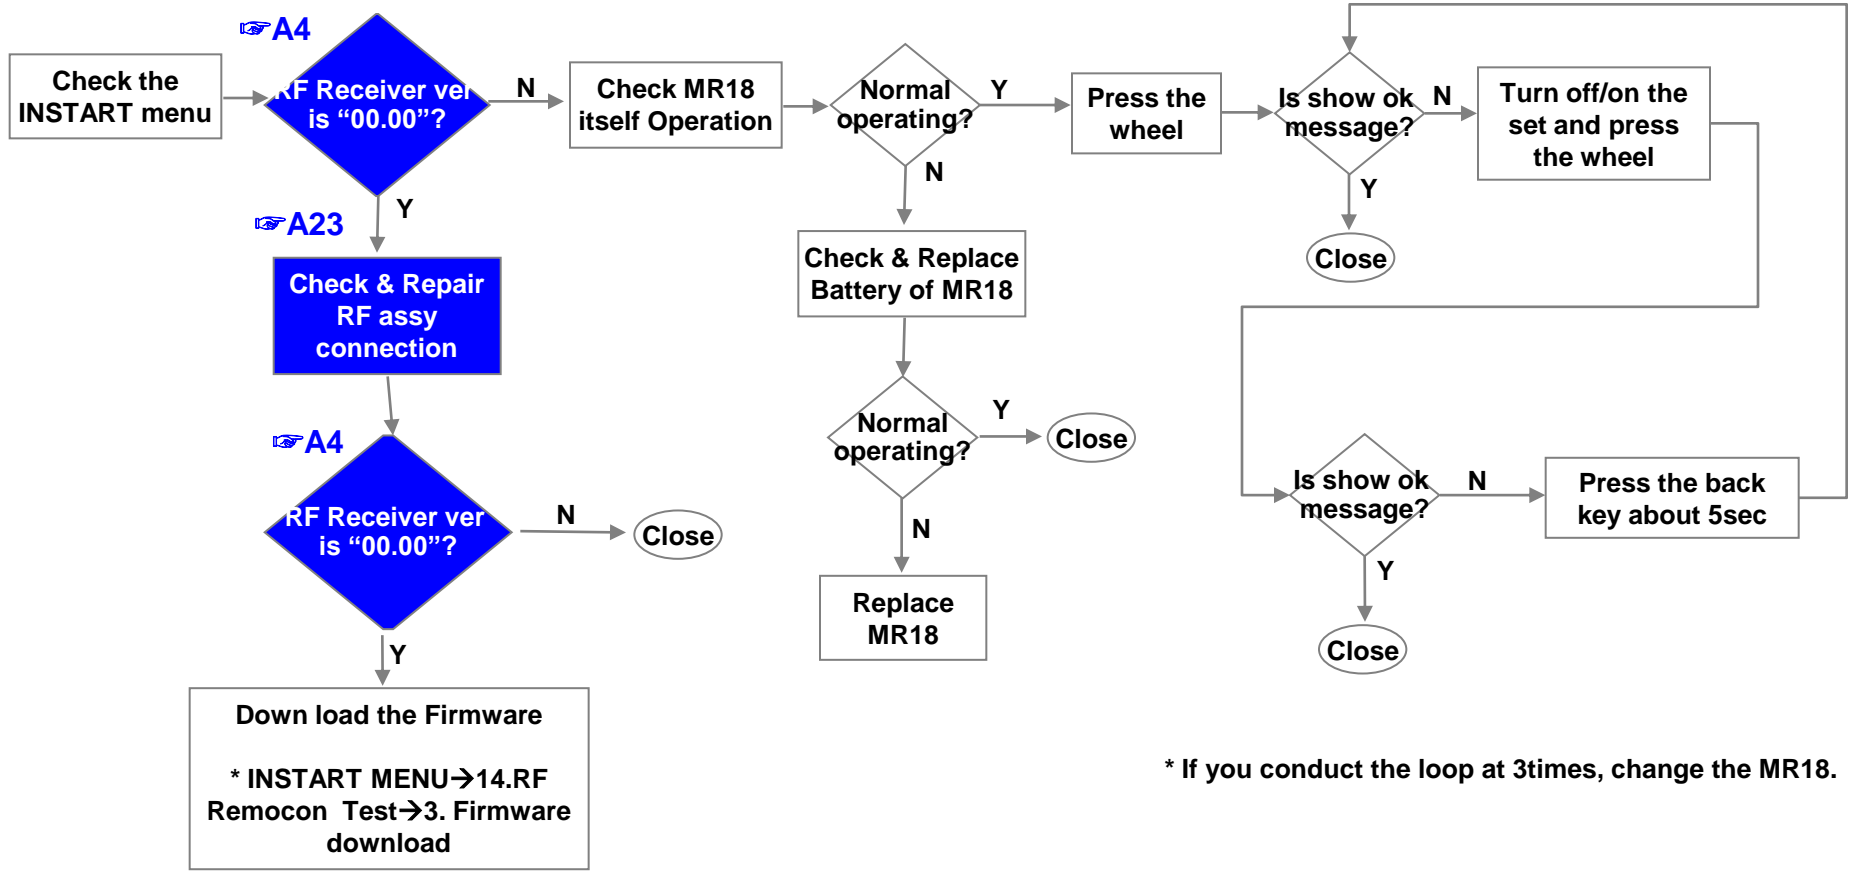 ☞A4
Check the
INSTART menu
RF Receiver ver
is “00.00”?
N
Check MR18
itself Operation
Normal
operating?
Y
Press the
wheel
Is show ok
message?
N
Turn off/on the
set and press
the wheel
Y
☞A23
N
Y
Close
Check & Repair
RF assy
connection
Check & Replace
Battery of MR18
☞A4
RF Receiver ver
is “00.00”?
N
Close
Normal
operating?
Y
Close
Is show ok
message?
N
Press the back
key about 5sec
N
Y
Replace
MR18
Close
Y
Down load the Firmware
* INSTART MENU→14.RF
Remocon Test→3. Firmware
download
* If you conduct the loop at 3times, change the MR18.